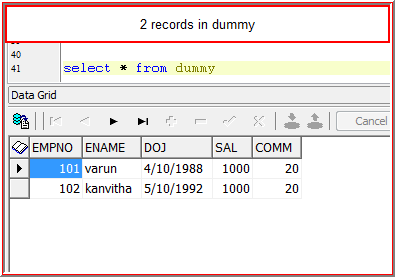 2 records in dummy
40
41 select * from dummy
Data Grid
Cancel
EMPNO ENAME DOJ SAL COMM
101 varun 4/10/1988 1000 20
102 kanvitha 5/10/1992 1000 20